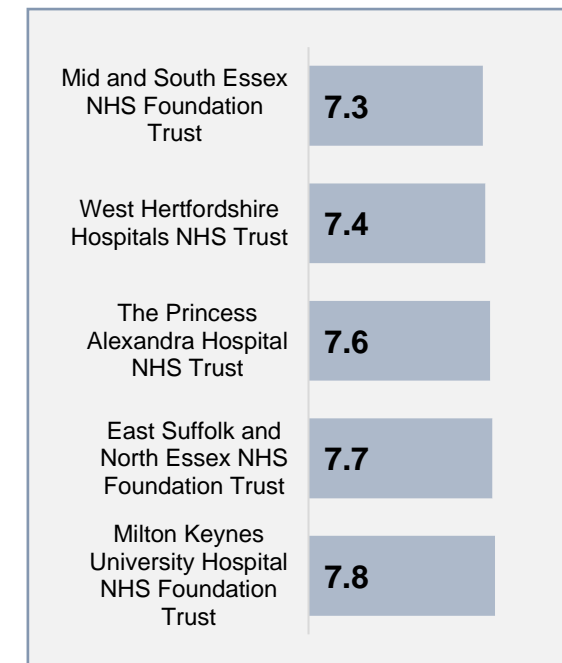 Mid and South Essex
NHS Foundation
Trust
7.3
West Hertfordshire
Hospitals NHS Trust
7.4
The Princess
Alexandra Hospital
NHS Trust
7.6
East Suffolk and
North Essex NHS
Foundation Trust
7.7
Milton Keynes
University Hospital
NHS Foundation
Trust
7.8